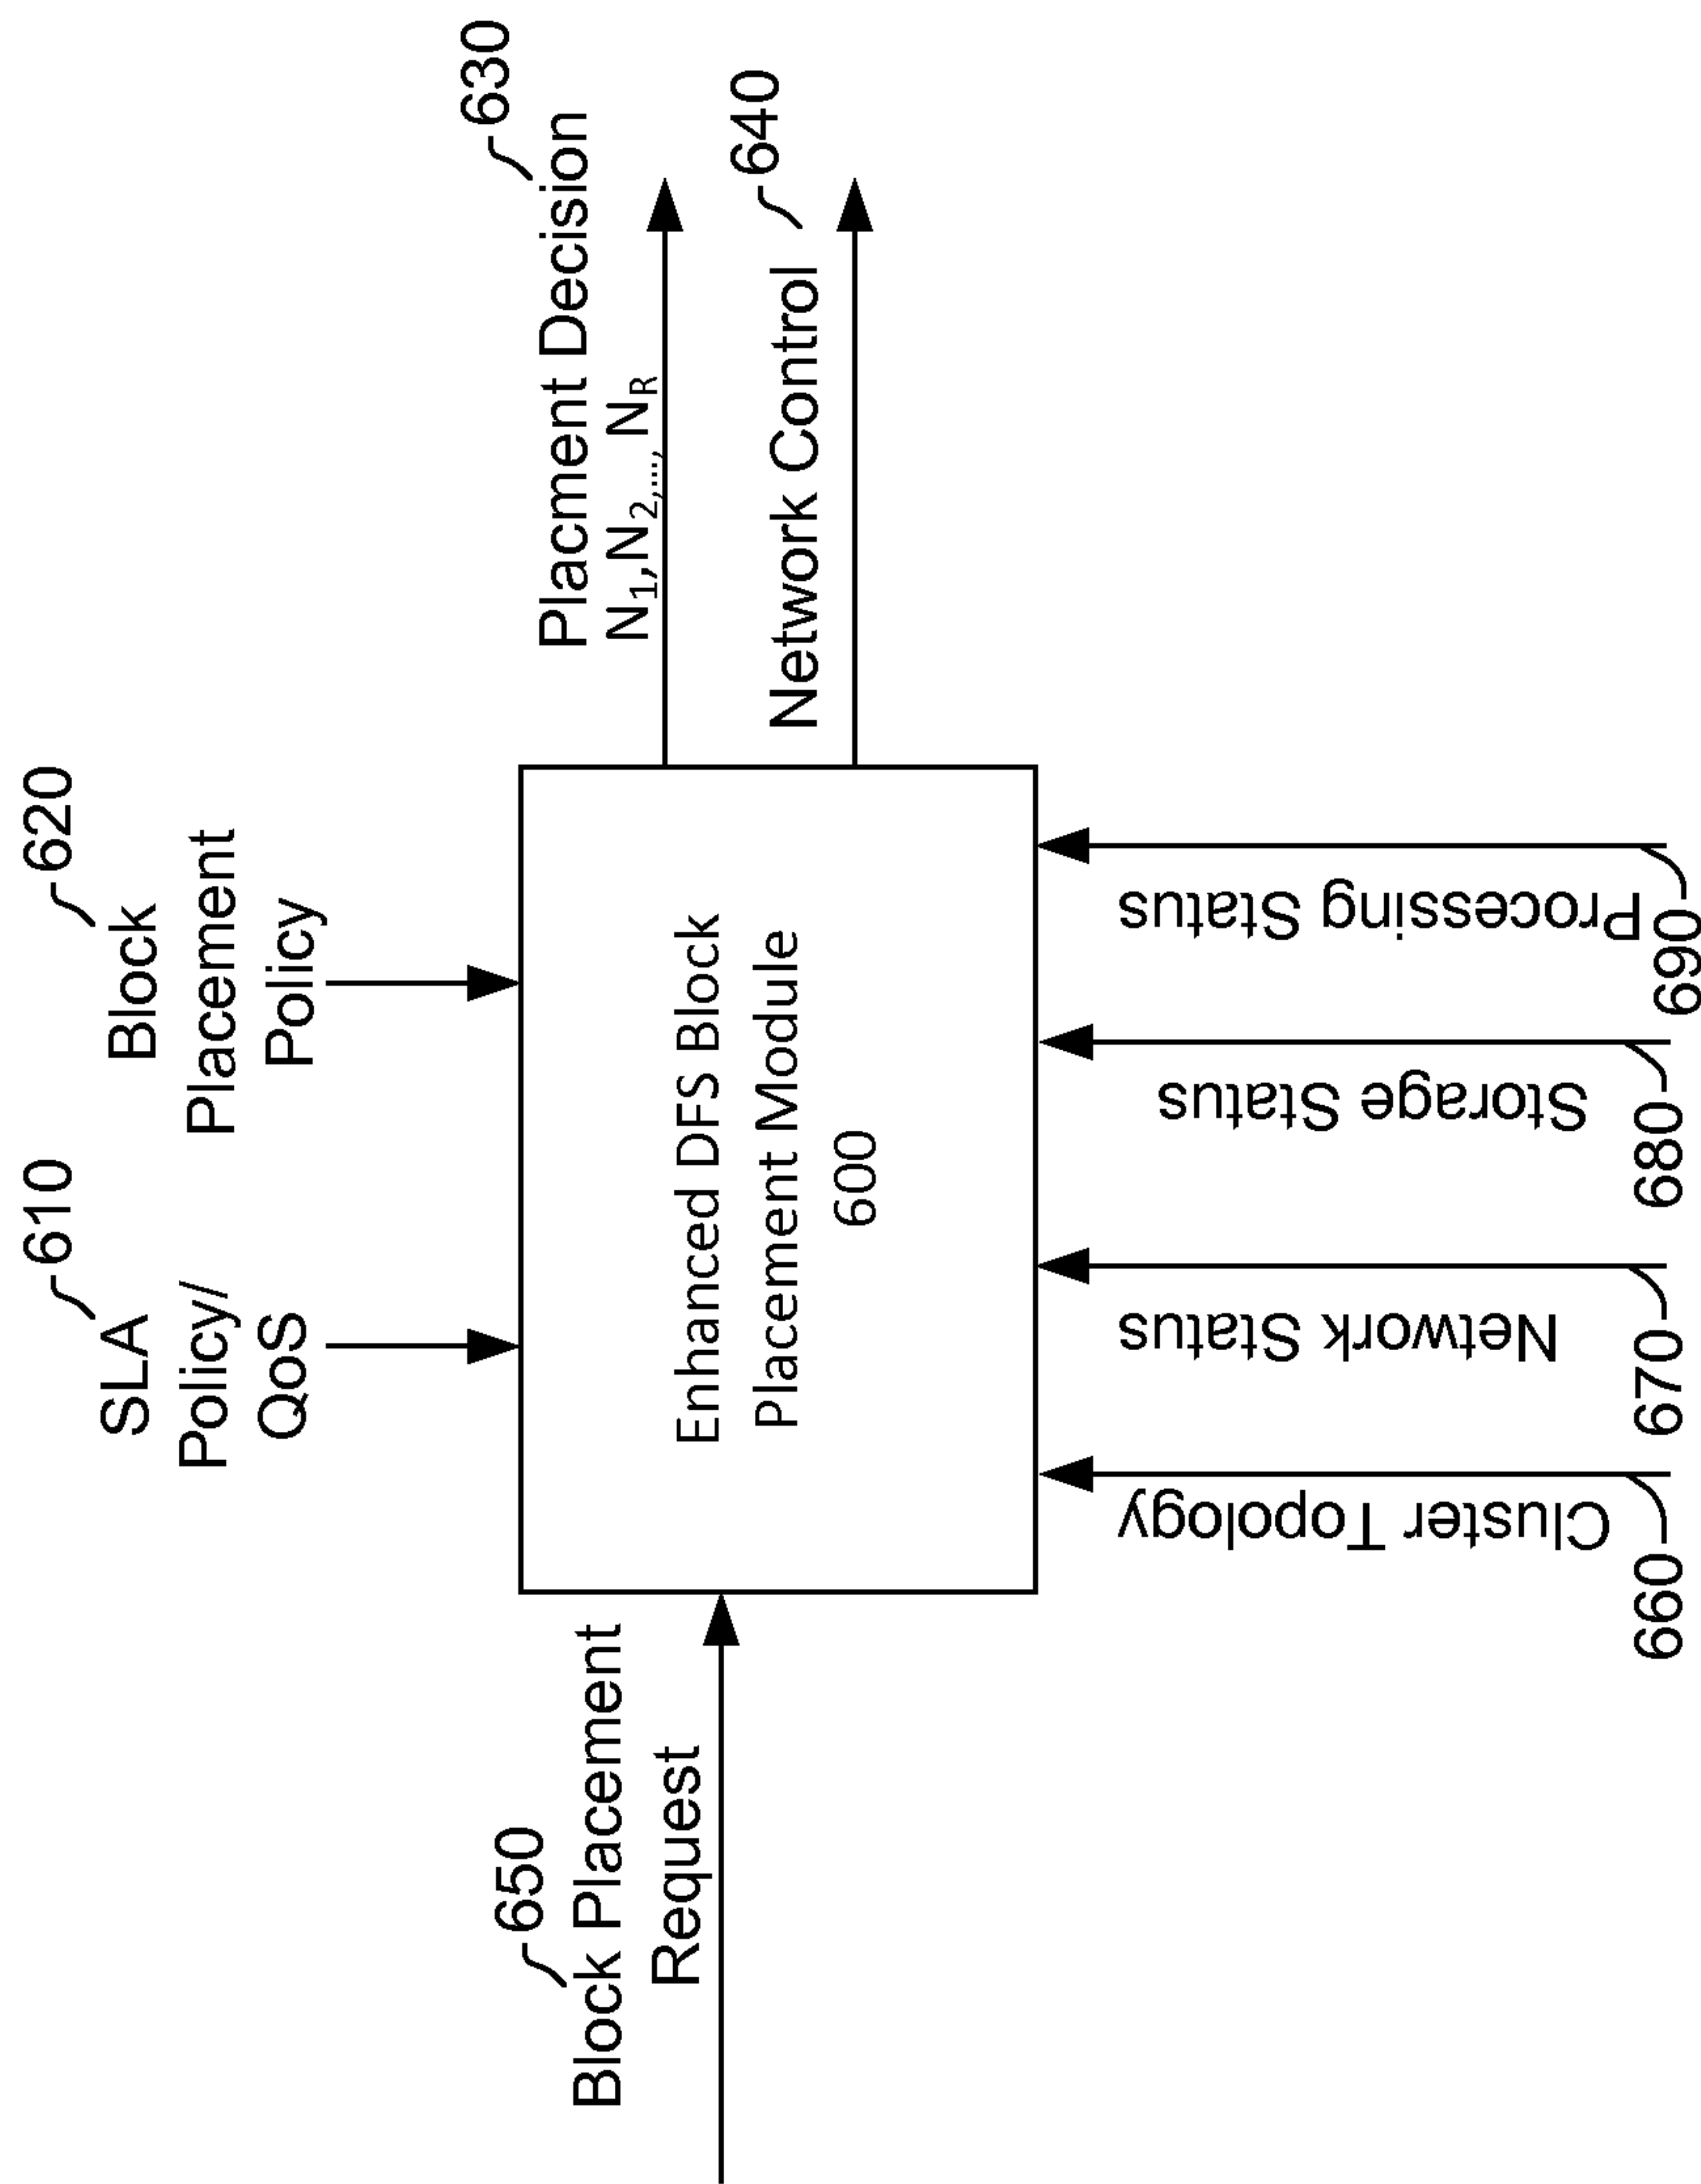 610
SLA
Policy/
QoS
620
Block
Placement
Policy
630
Placment Decision
N1,N2,..., NR
640
Network Control
650
Block Placement
Request
Enhanced DFS Block
Placement Module
600
Cluster Topology
660
Network Status
670
Storage Status
680
Processing Status
690